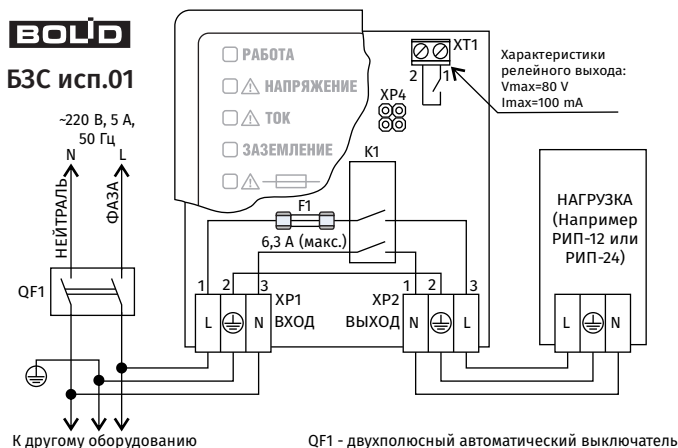 BOLID
БЗС исп.01
~220 В, 5 А,
50 Гц
N L
НЕЙТРАЛЬ
ФАЗА
QF1
РАБОТА
НАПРЯЖЕНИЕ
ТОК
ЗАЗЕМЛЕНИЕ
XT1
2 1
XP4
K1
Характеристики
релейного выхода:
Vmax=80 V
Imax=100 mA
F1
6,3 А (макс.)
1 2 3
XP1
ВХОД
L N
1 2 3
XP2
ВЫХОД
N L
НАГРУЗКА
(Например
РИП-12 или
РИП-24)
L N
К другому оборудованию
QF1 - двухполюсный автоматический выключатель